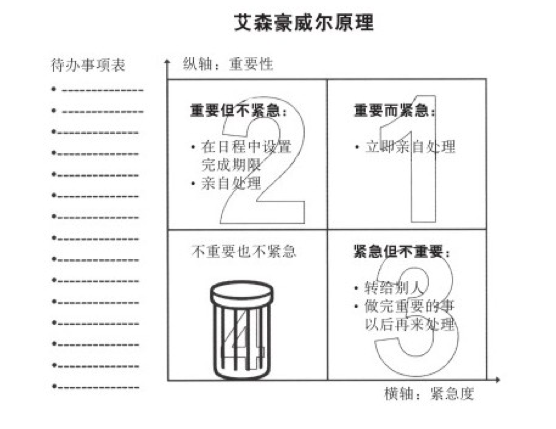 艾森豪威尔原理
待办事项表
纵轴：重要性
重要但不紧急：
2
·在日程中设置
完成期限
·亲自处理
重要而紧急：
1
·立即亲自处理
不重要也不紧急
4
紧急但不重要：
3
·转给别人
·做完重要的事
以后再来处理
横轴：紧急度